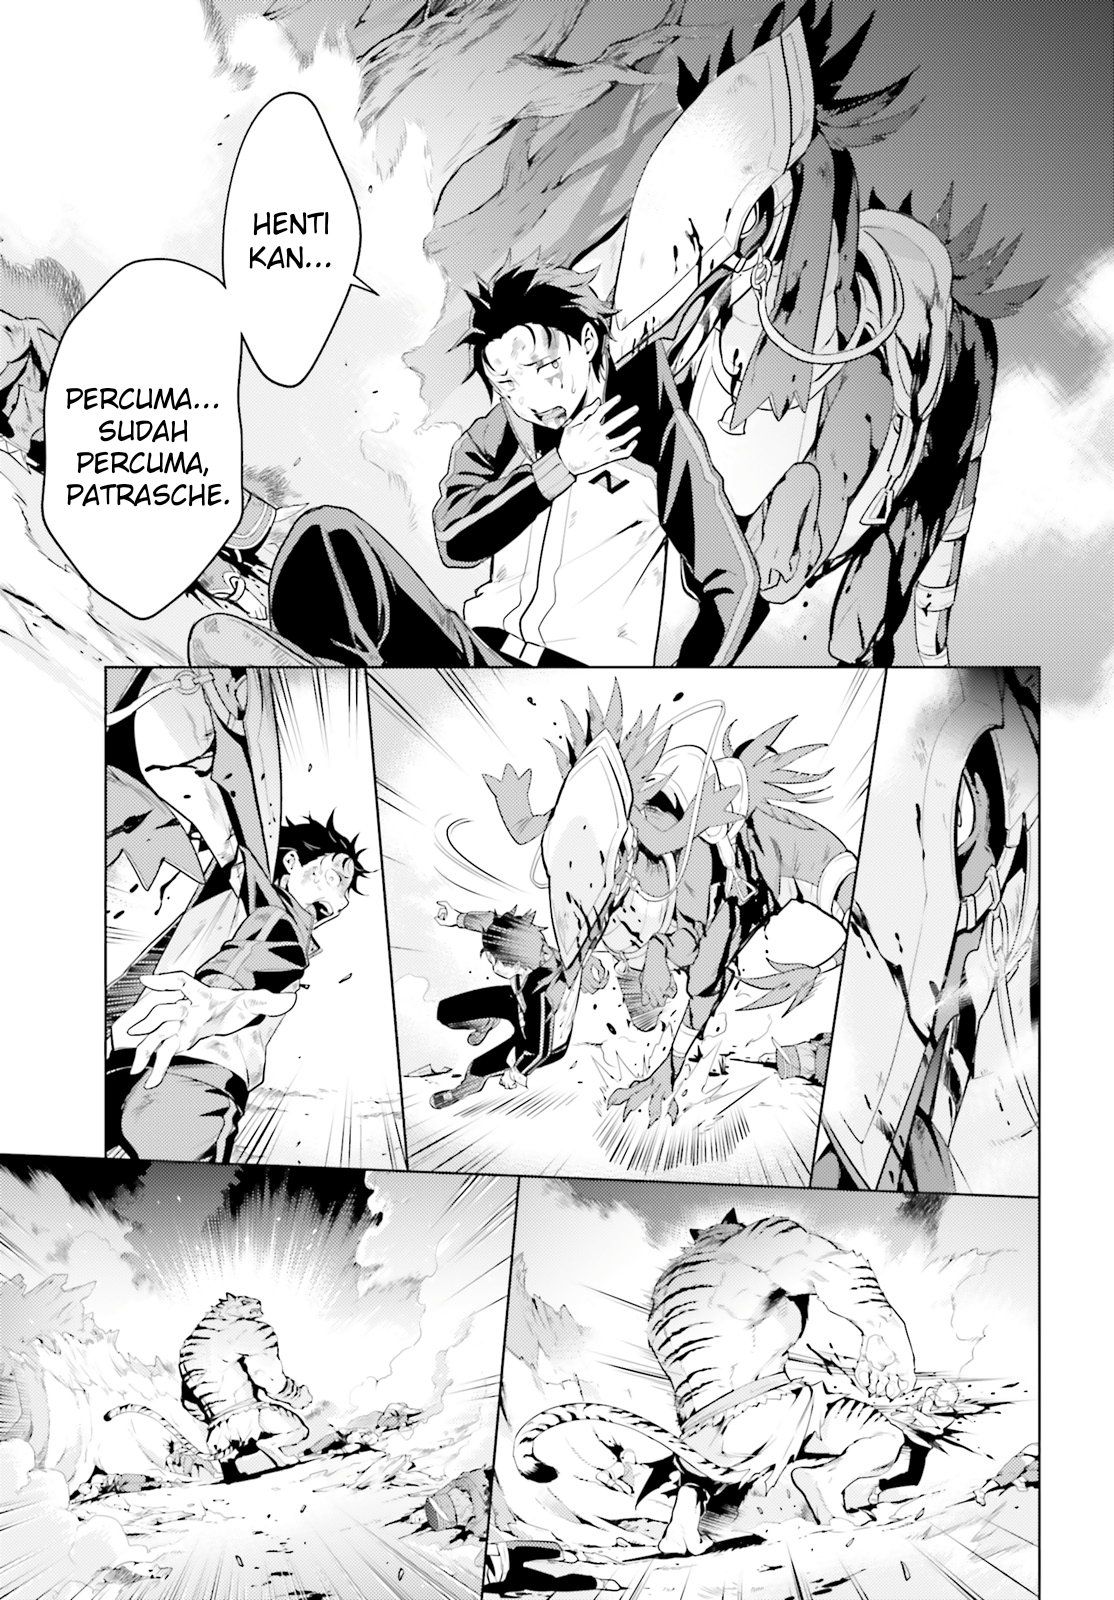 HENTI
KAN...
PERCUMA...
SUDAH
PERCUMA,
PATRASCHE.